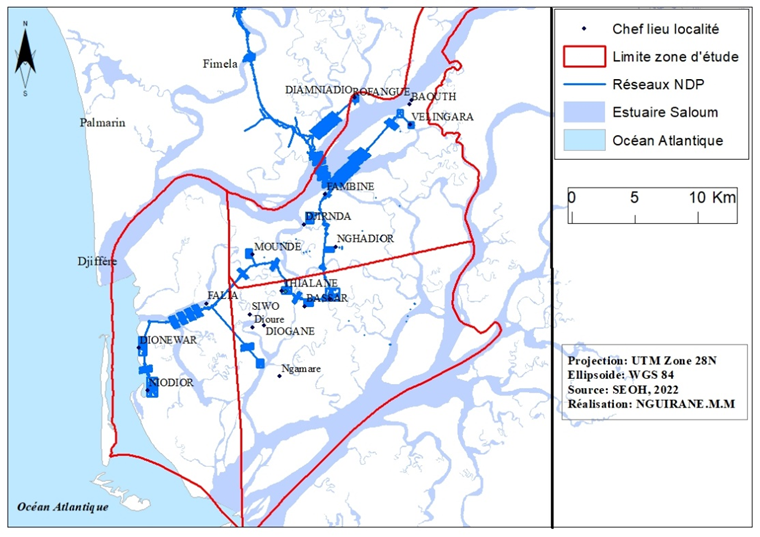 N
S
Fimela
Palmarin
Djiffère
DIAMNIADIO
ROFANGUE
BAOUTH
VELINGARA
FAMBINE
DJIRNDA
NGHADIOR
MOUNDE
THIALANE
BASSAR
FALIA
SIWO
Djoure
DIOGANE
DIONEWAR
Ngamare
NIODIOR
Océan Atlantique
Chef lieu localité
Limite zone d'étude
Réseaux NDP
Estuaire Saloum
Océan Atlantique
0 5 10 Km
Projection: UTM Zone 28N
Ellipsoide: WGS 84
Source: SEOH, 2022
Réalisation: NGUIRANE.M.M